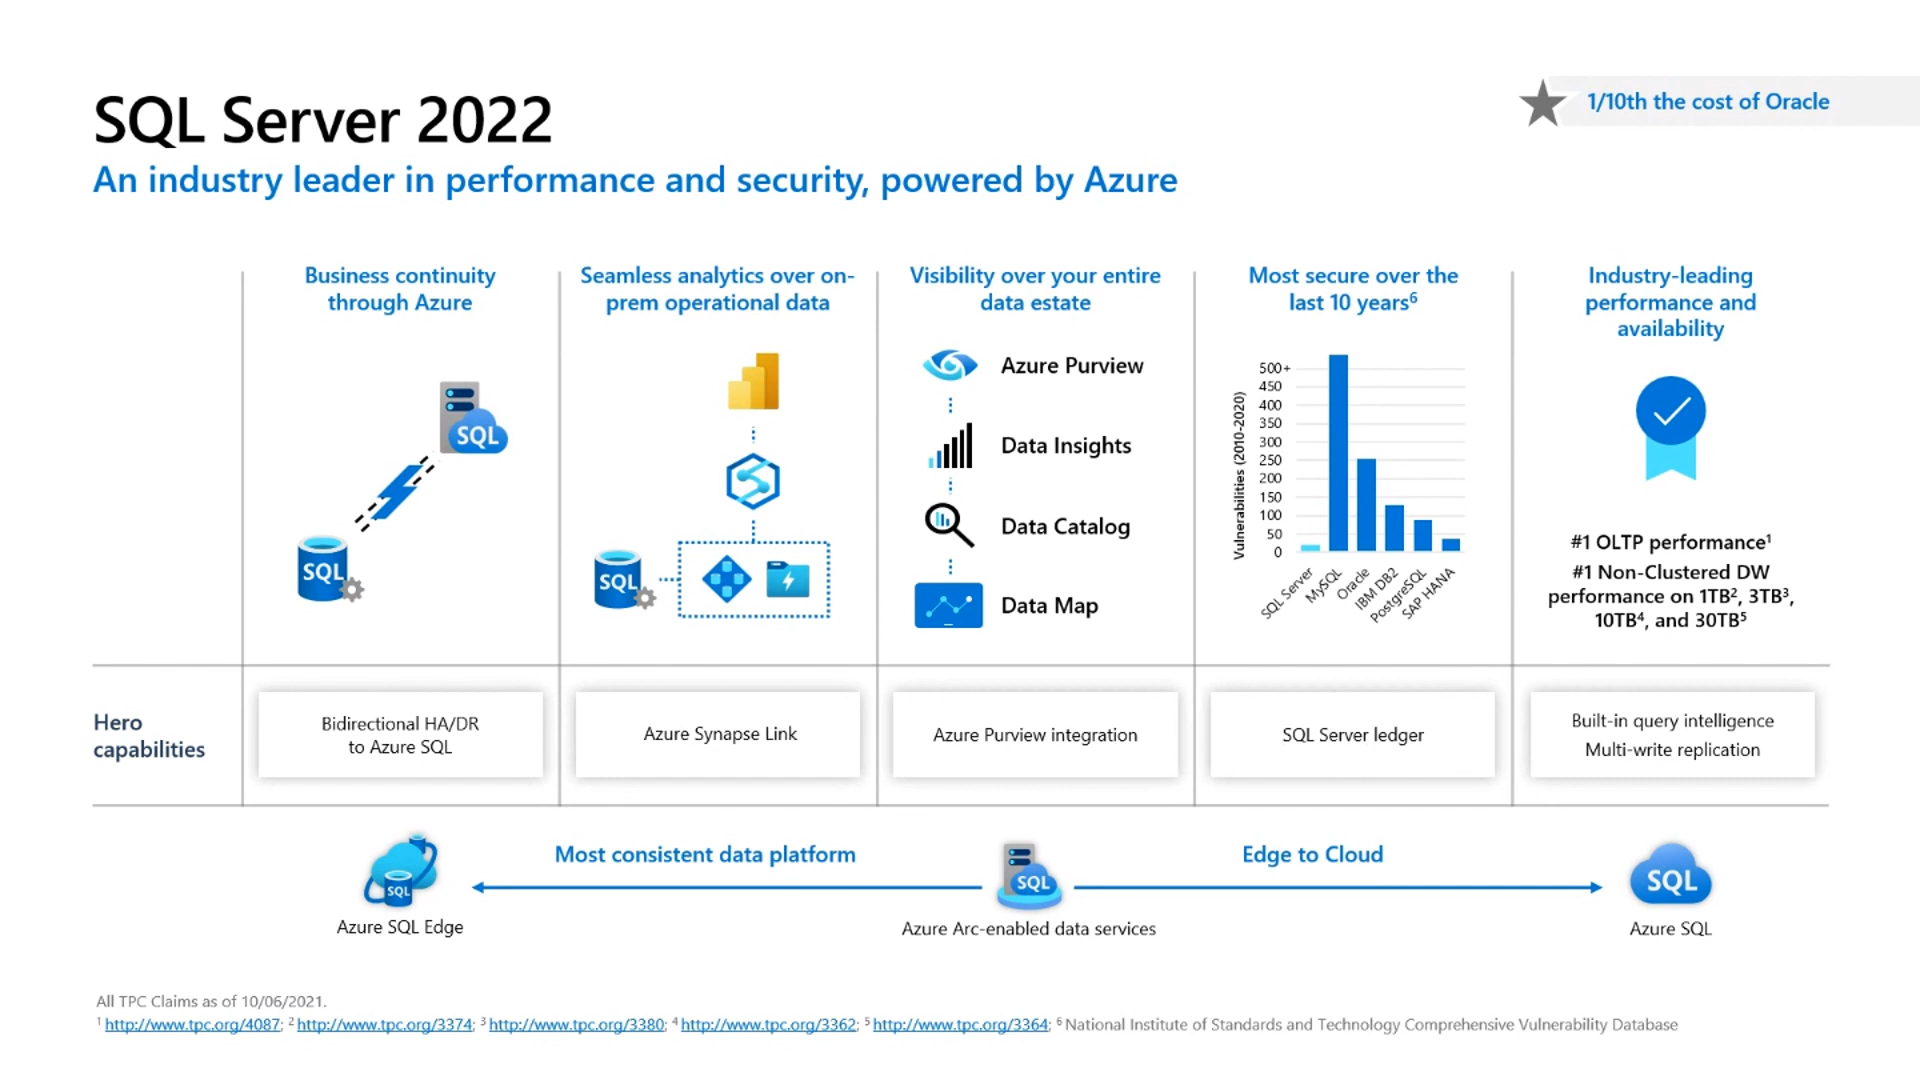 SQL Server 2022
An industry leader in performance and security, powered by Azure
1/10th the cost of Oracle
Business continuity
through Azure
SQL
SQL
Seamless analytics over on-
prem operational data
SQL
Visibility over your entire
data estate
Azure Purview
Data Insights
Data Catalog
Data Map
Most secure over the
last 10 years⁶
Vulnerabilities (2010-2020)
500+
450
400
350
300
250
200
150
100
50
0
SQL Server
MySQL
Oracle
IBM DB2
PostgreSQL
SAP HANA
Industry-leading
performance and
availability
#1 OLTP performance¹
#1 Non-Clustered DW
performance on 1TB², 3TB³,
10TB⁴, and 30TB⁵
Hero
capabilities
Bidirectional HA/DR
to Azure SQL
Azure Synapse Link
Azure Purview integration
SQL Server ledger
Built-in query intelligence
Multi-write replication
SQL
Azure SQL Edge
Most consistent data platform
SQL
Azure Arc-enabled data services
Edge to Cloud
SQL
Azure SQL
All TPC Claims as of 10/06/2021.
¹ http://www.tpc.org/4087; ² http://www.tpc.org/3374; ³ http://www.tpc.org/3380; ⁴ http://www.tpc.org/3362; ⁵ http://www.tpc.org/3364; ⁶ National Institute of Standards and Technology Comprehensive Vulnerability Database